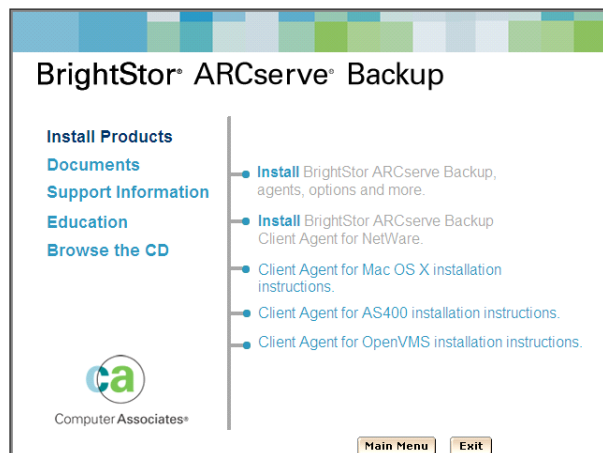 BrightStor® ARCserve® Backup
Install Products
Documents
Support Information
Education
Browse the CD
Install BrightStor ARCserve Backup,
agents, options and more.
Install BrightStor ARCserve Backup
Client Agent for NetWare.
Client Agent for Mac OS X installation
instructions.
Client Agent for AS400 installation instructions.
Client Agent for OpenVMS installation instructions.
ca
Computer Associates®
Main Menu
Exit